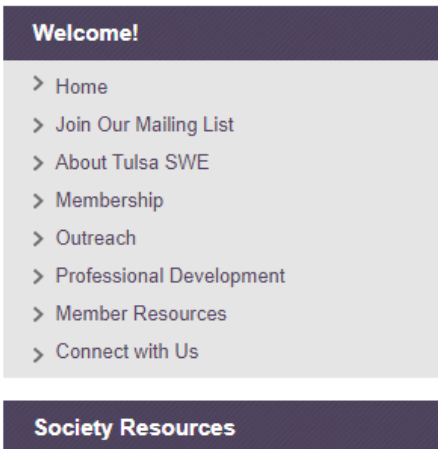 Welcome!
Home
Join Our Mailing List
About Tulsa SWE
Membership
Outreach
Professional Development
Member Resources
Connect with Us
Society Resources